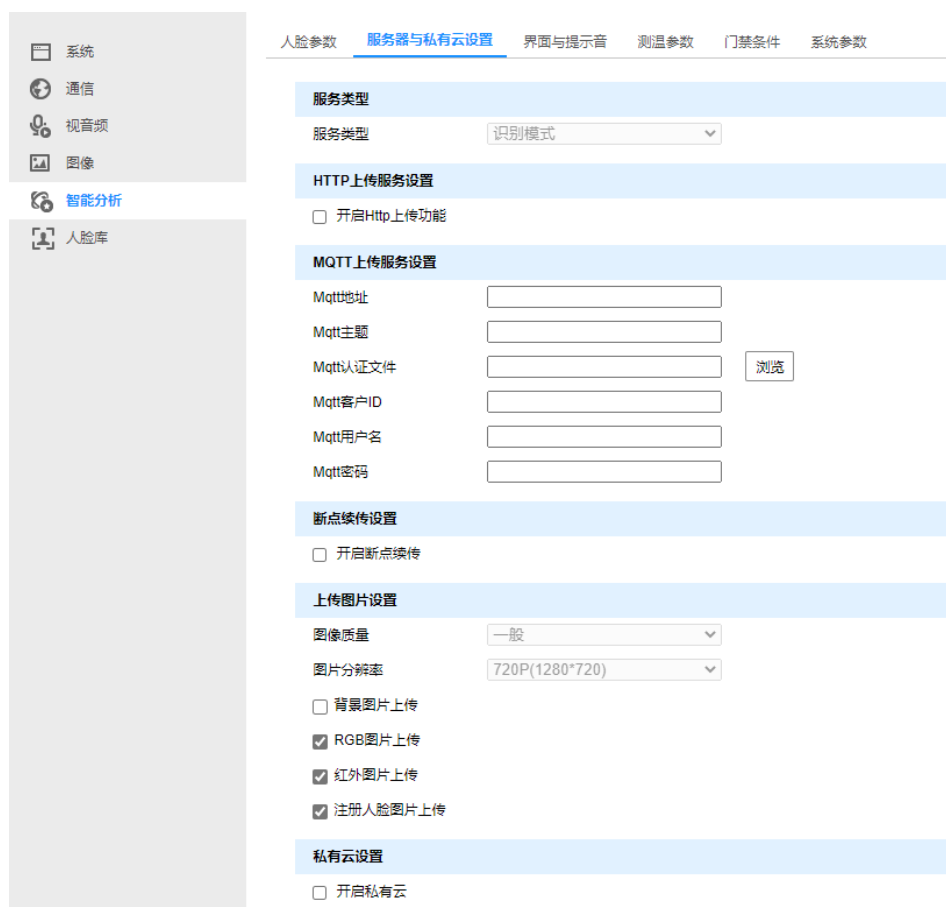 系统
通信
视音频
图像
智能分析
人脸库
人脸参数 服务器与私有云设置 界面与提示音 测温参数 门禁条件 系统参数
服务类型
服务类型 识别模式
HTTP上传服务设置
开启Http上传功能
MQTT上传服务设置
Mqtt地址
Mqtt主题
Mqtt认证文件 浏览
Mqtt客户ID
Mqtt用户名
Mqtt密码
断点续传设置
开启断点续传
上传图片设置
图像质量 一般
图片分辨率 720P(1280*720)
背景图片上传
RGB图片上传
红外图片上传
注册人脸图片上传
私有云设置
开启私有云